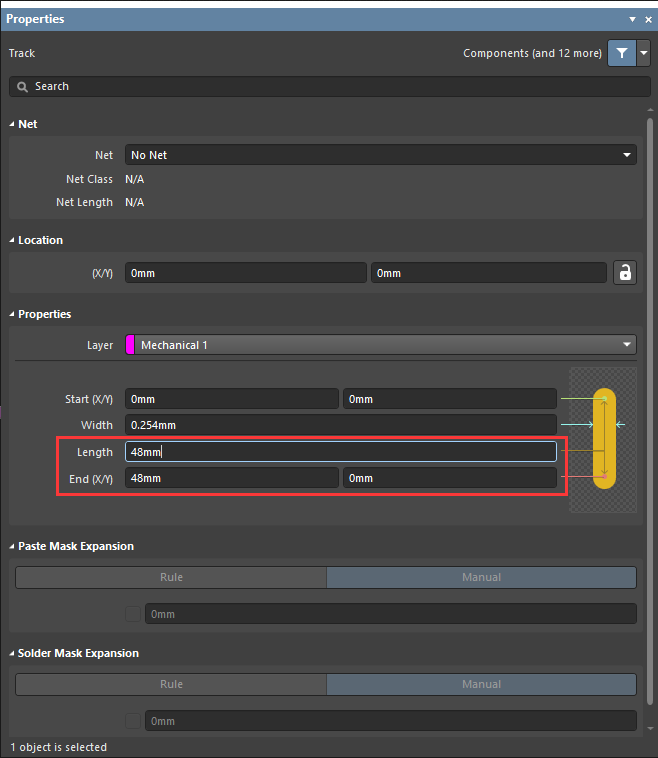 Properties
Track Components (and 12 more)
Search
Net
Net No Net
Net Class N/A
Net Length N/A
Location
(X/Y) 0mm 0mm
Properties
Layer Mechanical 1
Start (X/Y) 0mm 0mm
Width 0.254mm
Length 48mm
End (X/Y) 48mm 0mm
Paste Mask Expansion
Rule Manual
0mm
Solder Mask Expansion
Rule Manual
0mm
1 object is selected